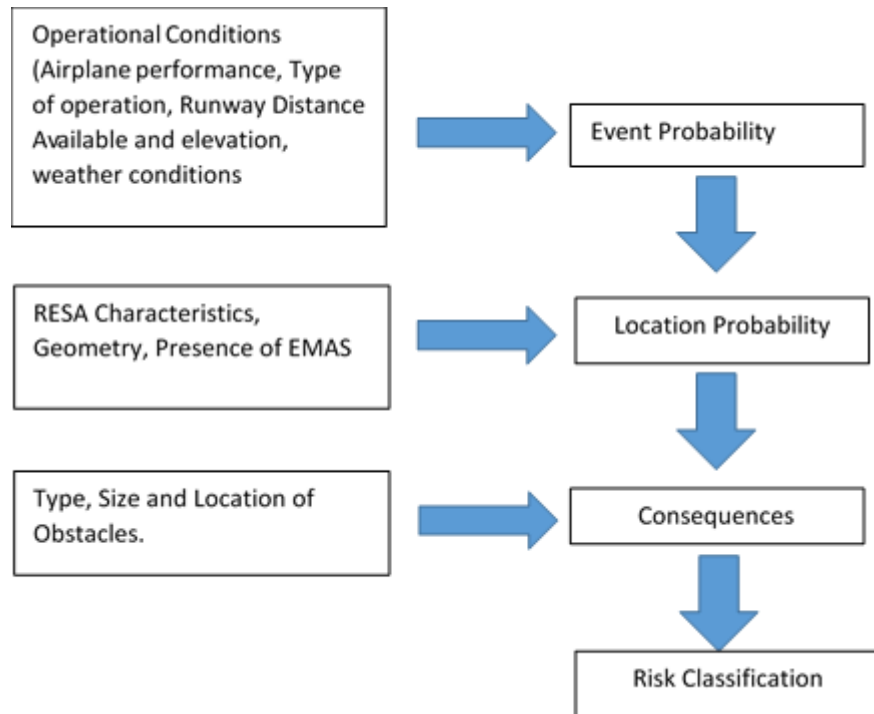 Operational Conditions
(Airplane performance, Type
of operation, Runway Distance
Available and elevation,
weather conditions
Event Probability
RESA Characteristics,
Geometry, Presence of EMAS
Location Probability
Type, Size and Location of
Obstacles.
Consequences
Risk Classification